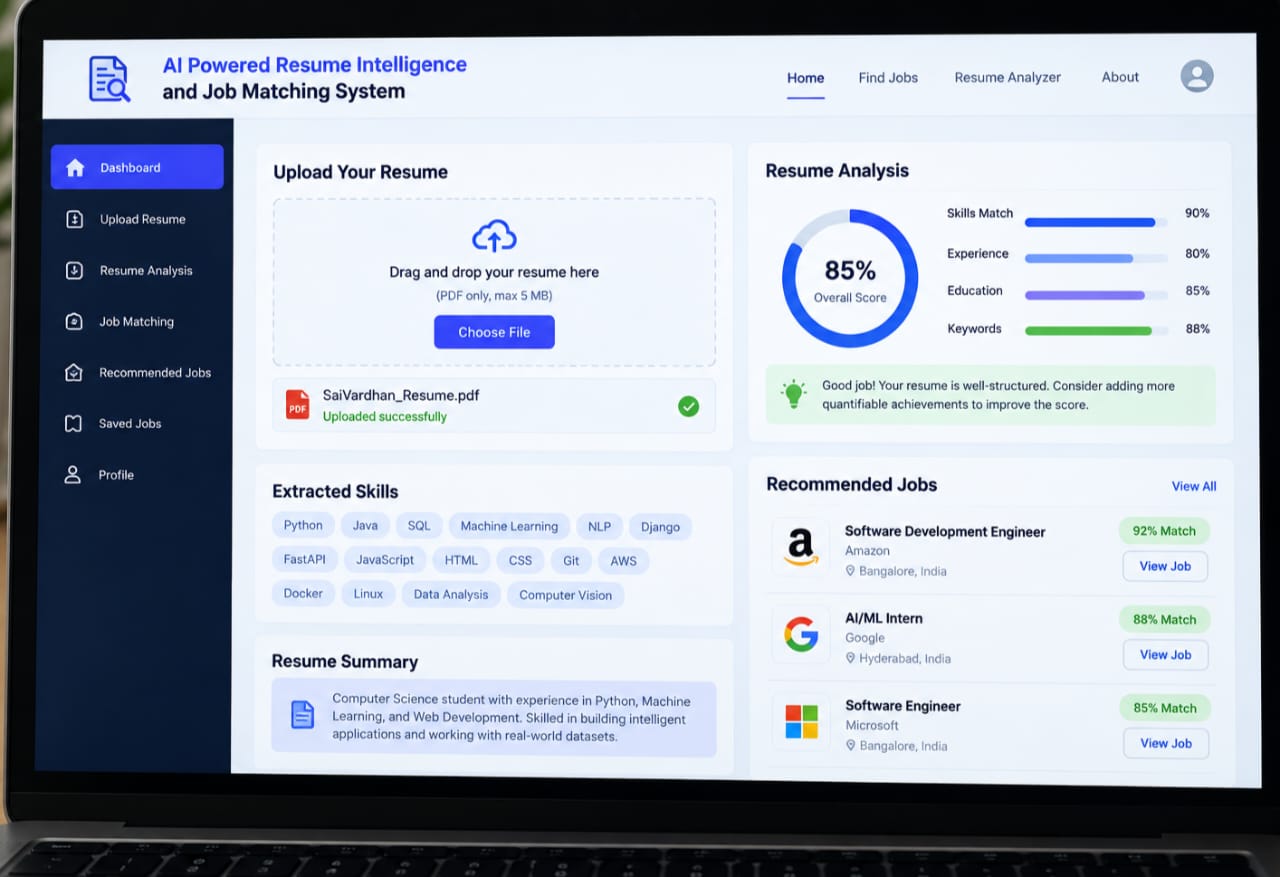 AI Powered Resume Intelligence
and Job Matching System
Home
Find Jobs
Resume Analyzer
About
Dashboard
Upload Resume
Resume Analysis
Job Matching
Recommended Jobs
Saved Jobs
Profile
Upload Your Resume
Drag and drop your resume here
(PDF only, max 5 MB)
Choose File
PDF
SaiVardhan_Resume.pdf
Uploaded successfully
Extracted Skills
Python
Java
SQL
Machine Learning
NLP
Django
FastAPI
JavaScript
HTML
CSS
Git
AWS
Docker
Linux
Data Analysis
Computer Vision
Resume Summary
Computer Science student with experience in Python, Machine
Learning, and Web Development. Skilled in building intelligent
applications and working with real-world datasets.
Resume Analysis
85%
Overall Score
Skills Match 90%
Experience 80%
Education 85%
Keywords 88%
Good job! Your resume is well-structured. Consider adding more
quantifiable achievements to improve the score.
Recommended Jobs
View All
a
Software Development Engineer
Amazon
Bangalore, India
92% Match
View Job
G
AI/ML Intern
Google
Hyderabad, India
88% Match
View Job
Software Engineer
Microsoft
Bangalore, India
85% Match
View Job